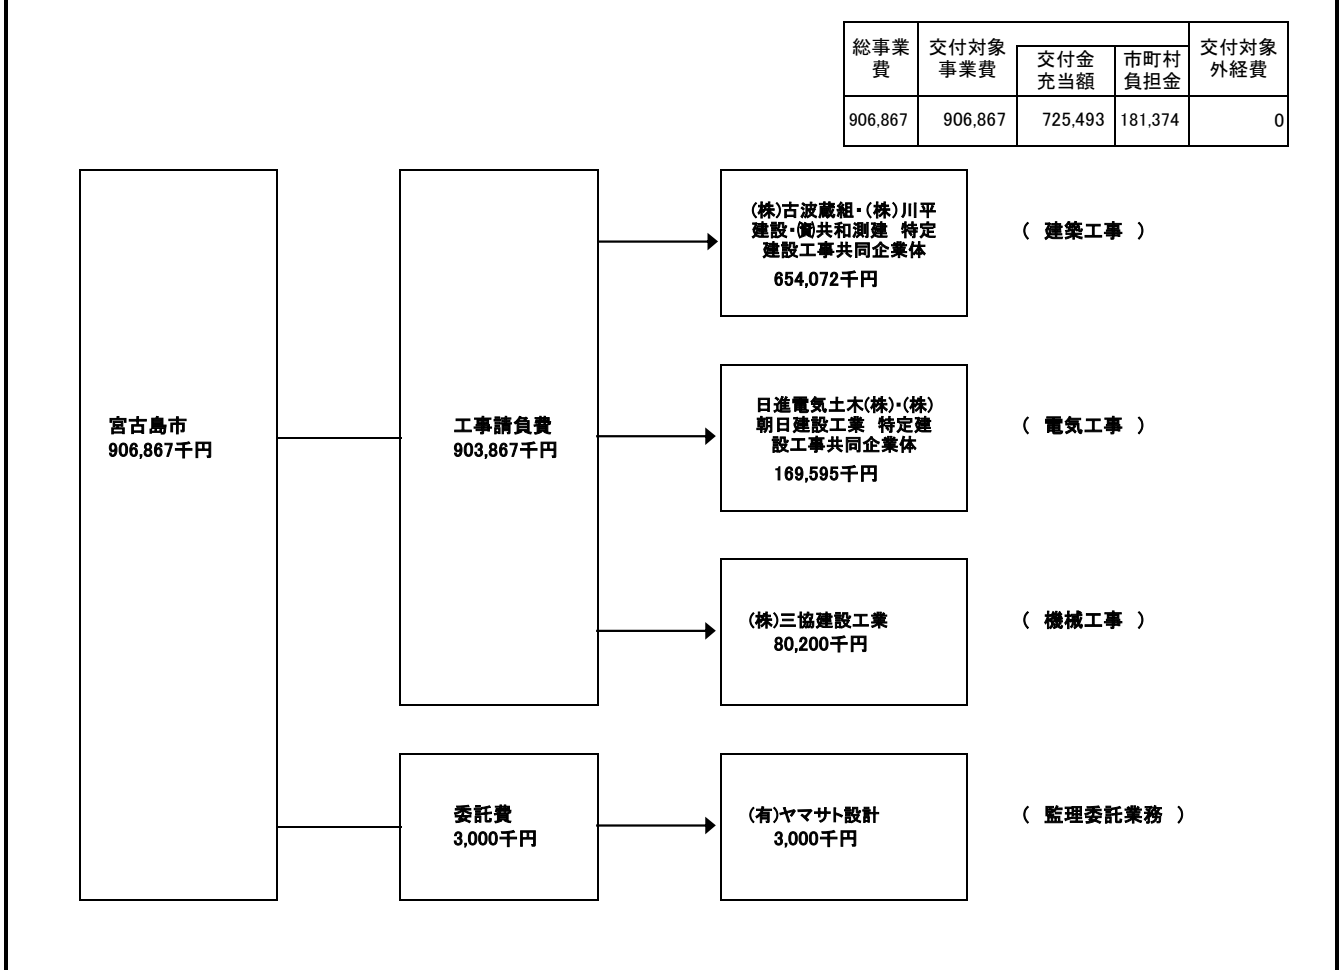 総事業費
交付対象事業費
交付金充当額
市町村負担金
交付対象外経費
906,867
906,867
725,493
181,374
0
宮古島市
906,867千円
工事請負費
903,867千円
(株)古波蔵組・(株)川平
建設・㈾共和測建　特定
建設工事共同企業体
654,072千円
（　建築工事　）
日進電気土木(株)・(株)
朝日建設工業　特定建
設工事共同企業体
169,595千円
（　電気工事　）
(株)三協建設工業
80,200千円
（　機械工事　）
委託費
3,000千円
(有)ヤマサト設計
3,000千円
（　監理委託業務　）